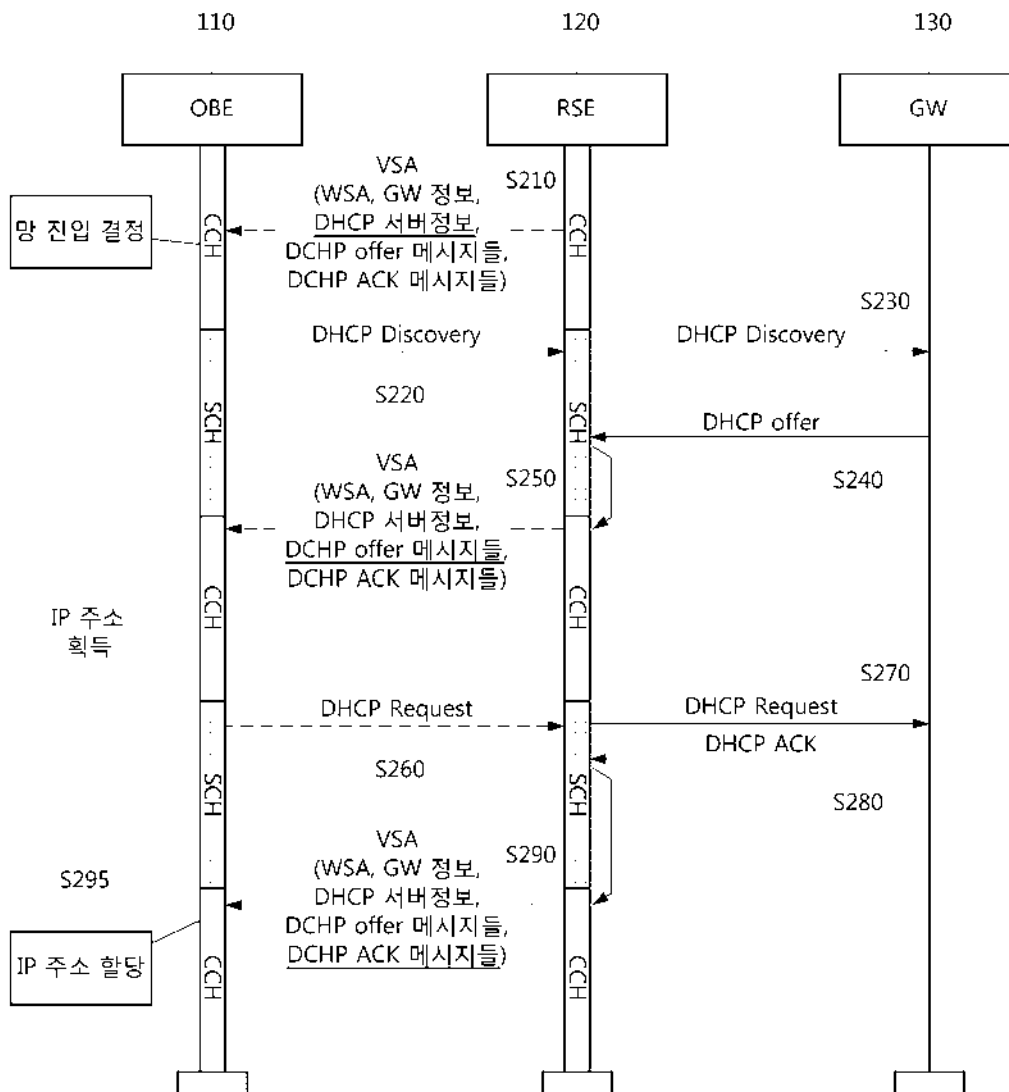 110
120
130
OBE
RSE
GW
VSA
(WSA, GW 정보,
DHCP 서버정보,
DCHP offer 메시지들,
DCHP ACK 메시지들)
S210
CCH
CCH
망 진입 결정
S230
DHCP Discovery
DHCP Discovery
S220
SCH
SCH
DHCP offer
VSA
(WSA, GW 정보,
DHCP 서버정보,
DCHP offer 메시지들,
DCHP ACK 메시지들)
S250
S240
CCH
CCH
IP 주소
획득
S270
DHCP Request
DHCP Request
DHCP ACK
S260
SCH
SCH
S280
VSA
(WSA, GW 정보,
DHCP 서버정보,
DCHP offer 메시지들,
DCHP ACK 메시지들)
S290
S295
IP 주소 할당
CCH
CCH